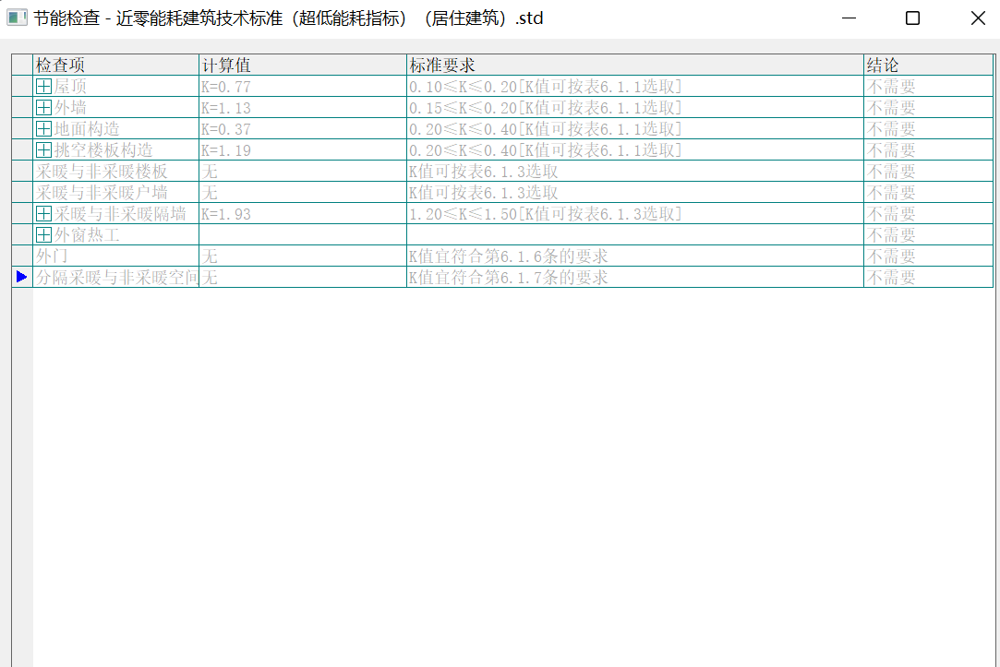 节能检查 - 近零能耗建筑技术标准（超低能耗指标）（居住建筑）.std
检查项 计算值 标准要求 结论
屋顶 K=0.77 0.10≤K≤0.20[K值可按表6.1.1选取] 不需要
外墙 K=1.13 0.15≤K≤0.20[K值可按表6.1.1选取] 不需要
地面构造 K=0.37 0.20≤K≤0.40[K值可按表6.1.1选取] 不需要
挑空楼板构造 K=1.19 0.20≤K≤0.40[K值可按表6.1.1选取] 不需要
采暖与非采暖楼板 无 K值可按表6.1.3选取 不需要
采暖与非采暖户墙 无 K值可按表6.1.3选取 不需要
采暖与非采暖隔墙 K=1.93 1.20≤K≤1.50[K值可按表6.1.3选取] 不需要
外窗热工 不需要
外门 无 K值宜符合第6.1.6条的要求 不需要
分隔采暖与非采暖空间 无 K值宜符合第6.1.7条的要求 不需要